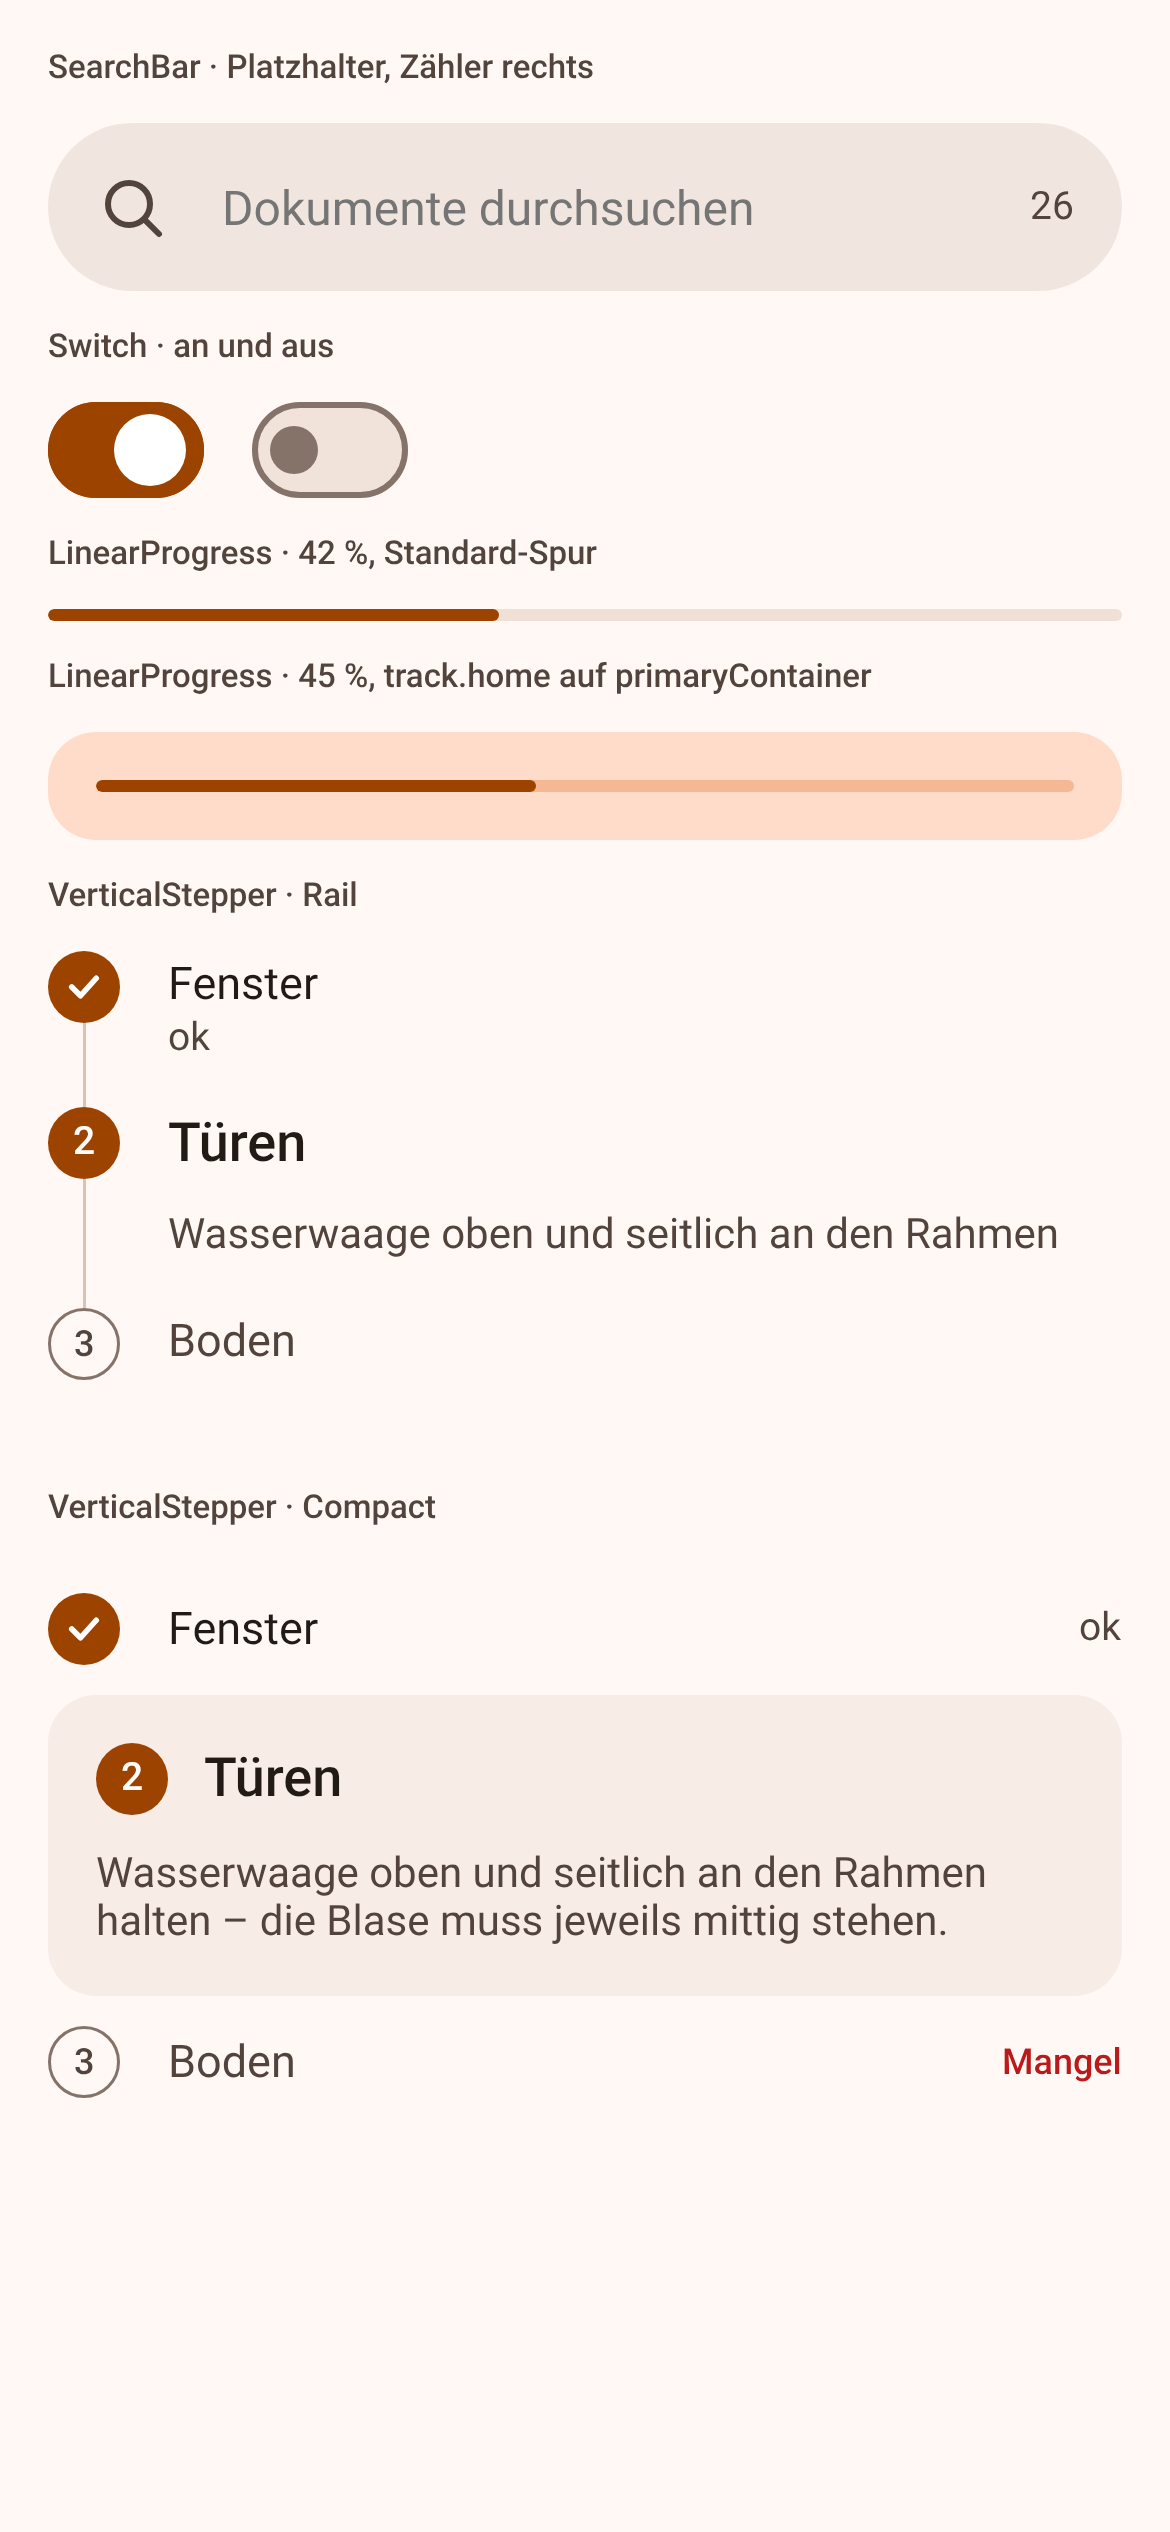 SearchBar · Platzhalter, Zähler rechts
Dokumente durchsuchen 26
Switch · an und aus
LinearProgress · 42 %, Standard-Spur
LinearProgress · 45 %, track.home auf primaryContainer
VerticalStepper · Rail
Fenster
ok
2 Türen
Wasserwaage oben und seitlich an den Rahmen
3 Boden
VerticalStepper · Compact
Fenster ok
2 Türen
Wasserwaage oben und seitlich an den Rahmen
halten – die Blase muss jeweils mittig stehen.
3 Boden Mangel